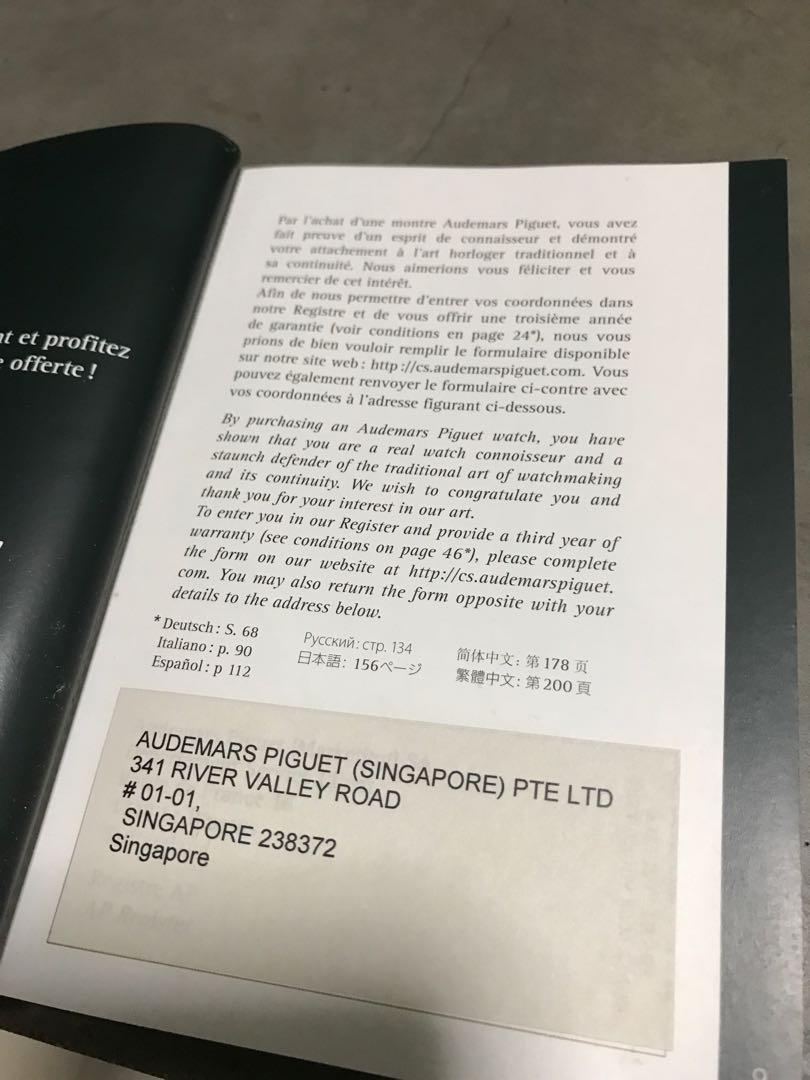 nt et profitez
offerte !
Par l'achat d'une montre Audemars Piguet, vous avez
fait preuve d'un esprit de connaisseur et démontré
votre attachement à l'art horloger traditionnel et à
sa continuité. Nous aimerions vous féliciter et vous
remercier de cet intérêt.
Afin de nous permettre d'entrer vos coordonnées dans
notre Registre et de vous offrir une troisième année
de garantie (voir conditions en page 24*), nous vous
prions de bien vouloir remplir le formulaire disponible
sur notre site web : http ://cs.audemarspiguet.com. Vous
pouvez également renvoyer le formulaire ci-contre avec
vos coordonnées à l'adresse figurant ci-dessous.
By purchasing an Audemars Piguet watch, you have
shown that you are a real watch connoisseur and a
staunch defender of the traditional art of watchmaking
and its continuity. We wish to congratulate you and
thank you for your interest in our art.
To enter you in our Register and provide a third year of
warranty (see conditions on page 46*), please complete
the form on our website at http://cs.audemarspiguet.
com. You may also return the form opposite with your
details to the address below.
* Deutsch : S. 68
Italiano : p. 90
Español : p 112
Русский: стр. 134
日本語: 156ページ
简体中文: 第 178 页
繁體中文: 第 200 頁
AUDEMARS PIGUET (SINGAPORE) PTE LTD
341 RIVER VALLEY ROAD
# 01-01,
SINGAPORE 238372
Singapore